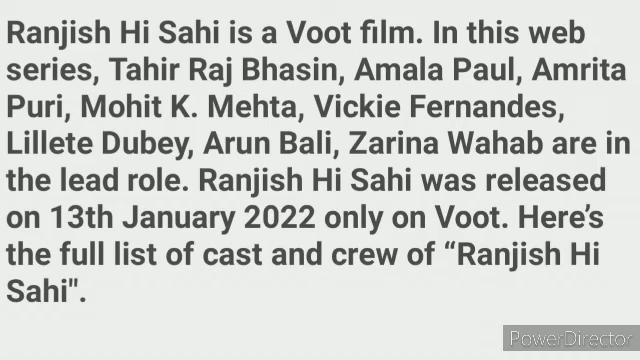 Ranjish Hi Sahi is a Voot film. In this web
series, Tahir Raj Bhasin, Amala Paul, Amrita
Puri, Mohit K. Mehta, Vickie Fernandes,
Lillete Dubey, Arun Bali, Zarina Wahab are in
the lead role. Ranjish Hi Sahi was released
on 13th January 2022 only on Voot. Here’s
the full list of cast and crew of “Ranjish Hi
Sahi".
PowerDirector